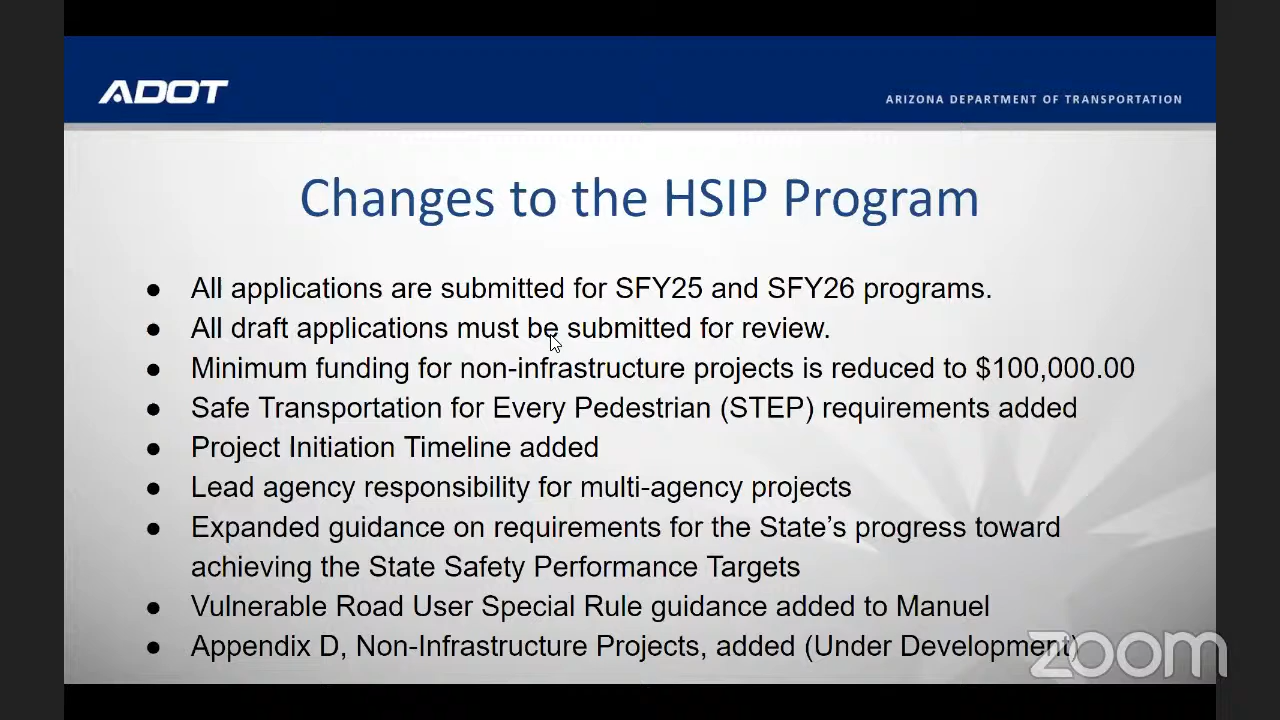 ADOT
ARIZONA DEPARTMENT OF TRANSPORTATION
Changes to the HSIP Program
● All applications are submitted for SFY25 and SFY26 programs.
● All draft applications must be submitted for review.
● Minimum funding for non-infrastructure projects is reduced to $100,000.00
● Safe Transportation for Every Pedestrian (STEP) requirements added
● Project Initiation Timeline added
● Lead agency responsibility for multi-agency projects
● Expanded guidance on requirements for the State’s progress toward
achieving the State Safety Performance Targets
● Vulnerable Road User Special Rule guidance added to Manuel
● Appendix D, Non-Infrastructure Projects, added (Under Development)
zoom